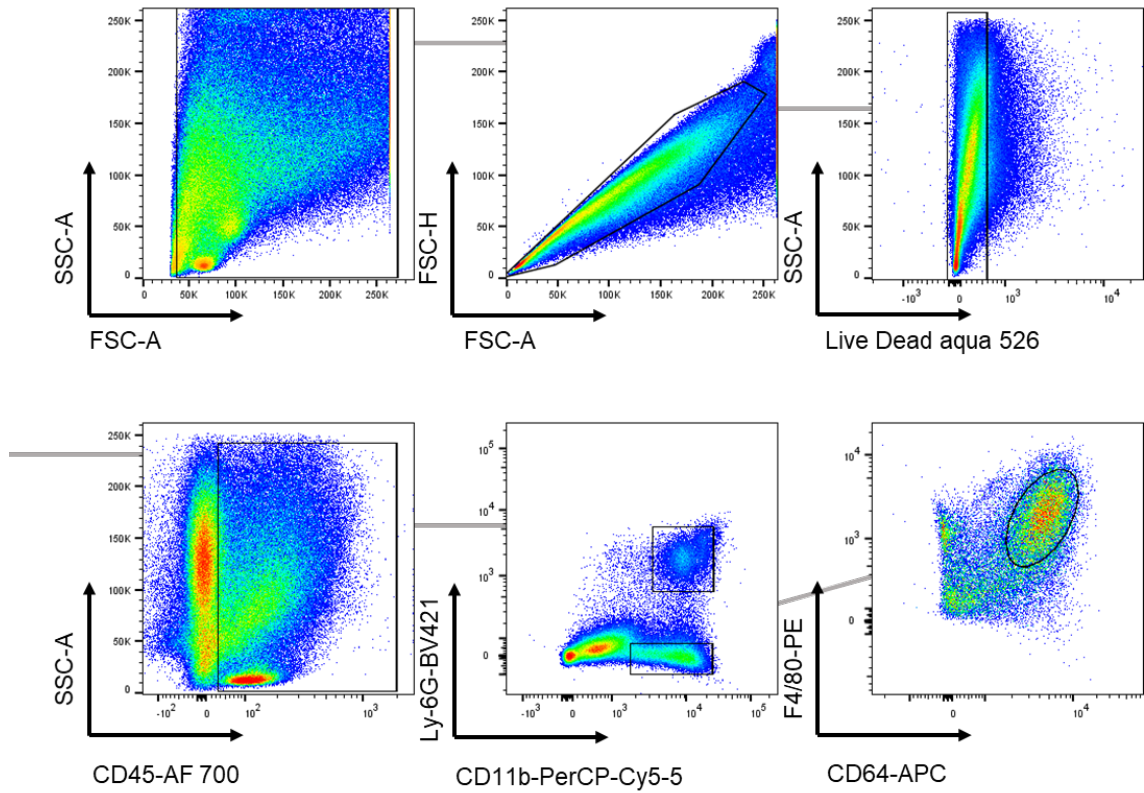 250K
200K
150K
100K
50K
0
SSC-A
0
50K
100K
150K
200K
250K
FSC-A
250K
200K
150K
100K
50K
0
FSC-H
0
50K
100K
150K
200K
250K
FSC-A
250K
200K
150K
100K
50K
0
SSC-A
-10³
0
10³
10⁴
Live Dead aqua 526
250K
200K
150K
100K
50K
0
SSC-A
-10²
0
10²
10³
CD45-AF 700
10⁵
10⁴
10³
0
Ly-6G-BV421
0
10³
10⁴
10⁵
CD11b-PerCP-Cy5-5
10⁴
10³
0
F4/80-PE
0
10⁴
CD64-APC